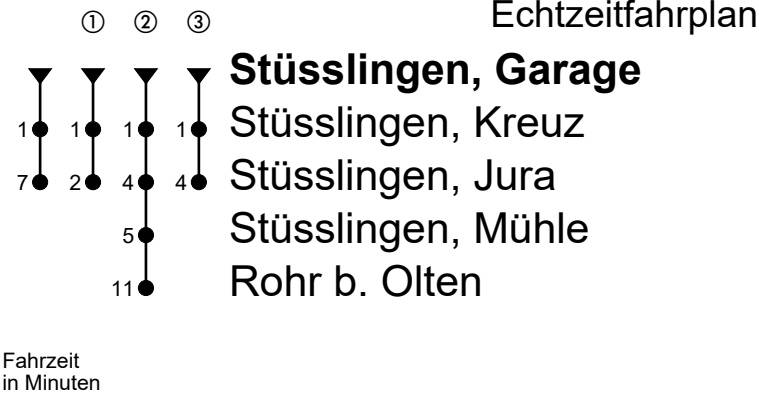 Echtzeitfahrplan
① ② ③
Stüsslingen, Garage
1 1 1 1 Stüsslingen, Kreuz
7 2 4 4 Stüsslingen, Jura
5 Stüsslingen, Mühle
11 Rohr b. Olten
Fahrzeit
in Minuten